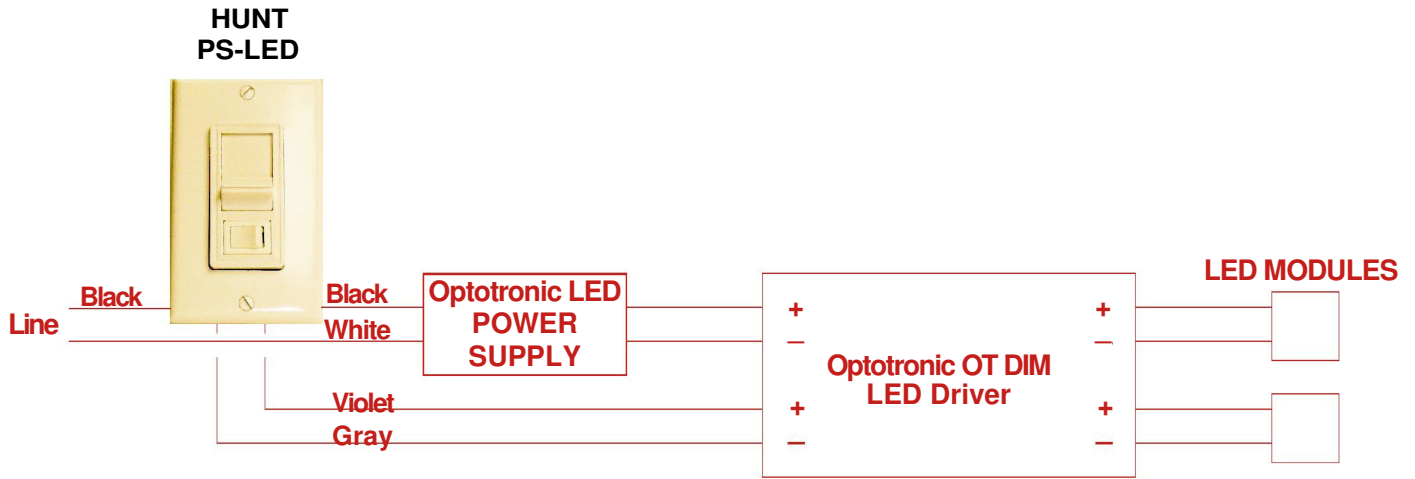 HUNT
PS-LED
LED MODULES
Black
Black
Optotronic LED
POWER
SUPPLY
Line
White
+
+
–
–
Optotronic OT DIM
LED Driver
Violet
+
+
Gray
–
–